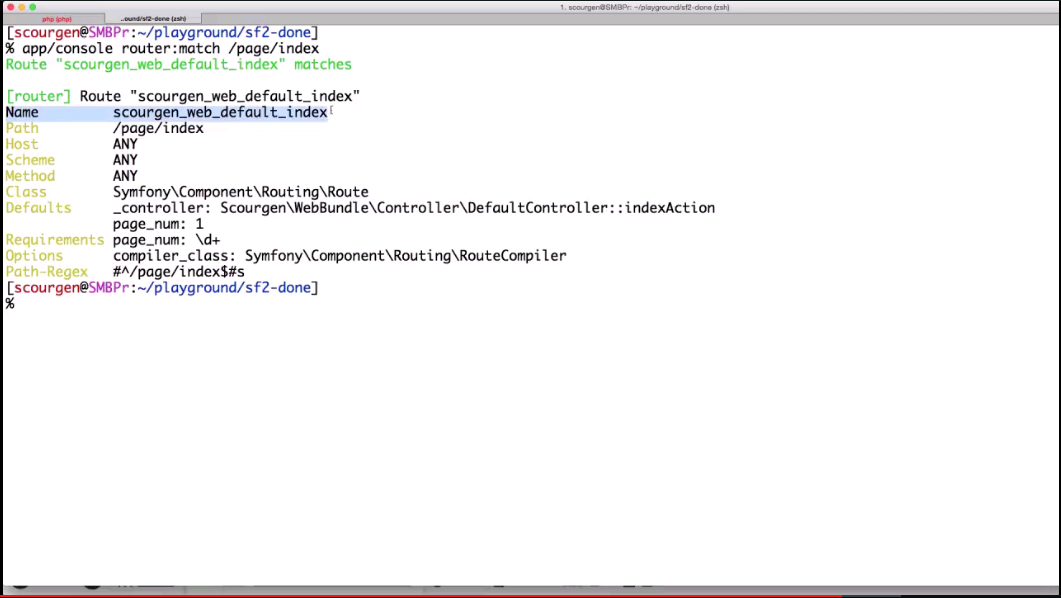 1. scourgen@SMBPr: ~/playground/sf2-done (zsh)
php (php)
..ound/sf2-done (zsh)
[scourgen@SMBPr:~/playground/sf2-done]
% app/console router:match /page/index
Route "scourgen_web_default_index" matches
[router] Route "scourgen_web_default_index"
Name scourgen_web_default_index
Path /page/index
Host ANY
Scheme ANY
Method ANY
Class Symfony\Component\Routing\Route
Defaults _controller: Scourgen\WebBundle\Controller\DefaultController::indexAction
page_num: 1
Requirements page_num: \d+
Options compiler_class: Symfony\Component\Routing\RouteCompiler
Path-Regex #^/page/index$#s
[scourgen@SMBPr:~/playground/sf2-done]
%